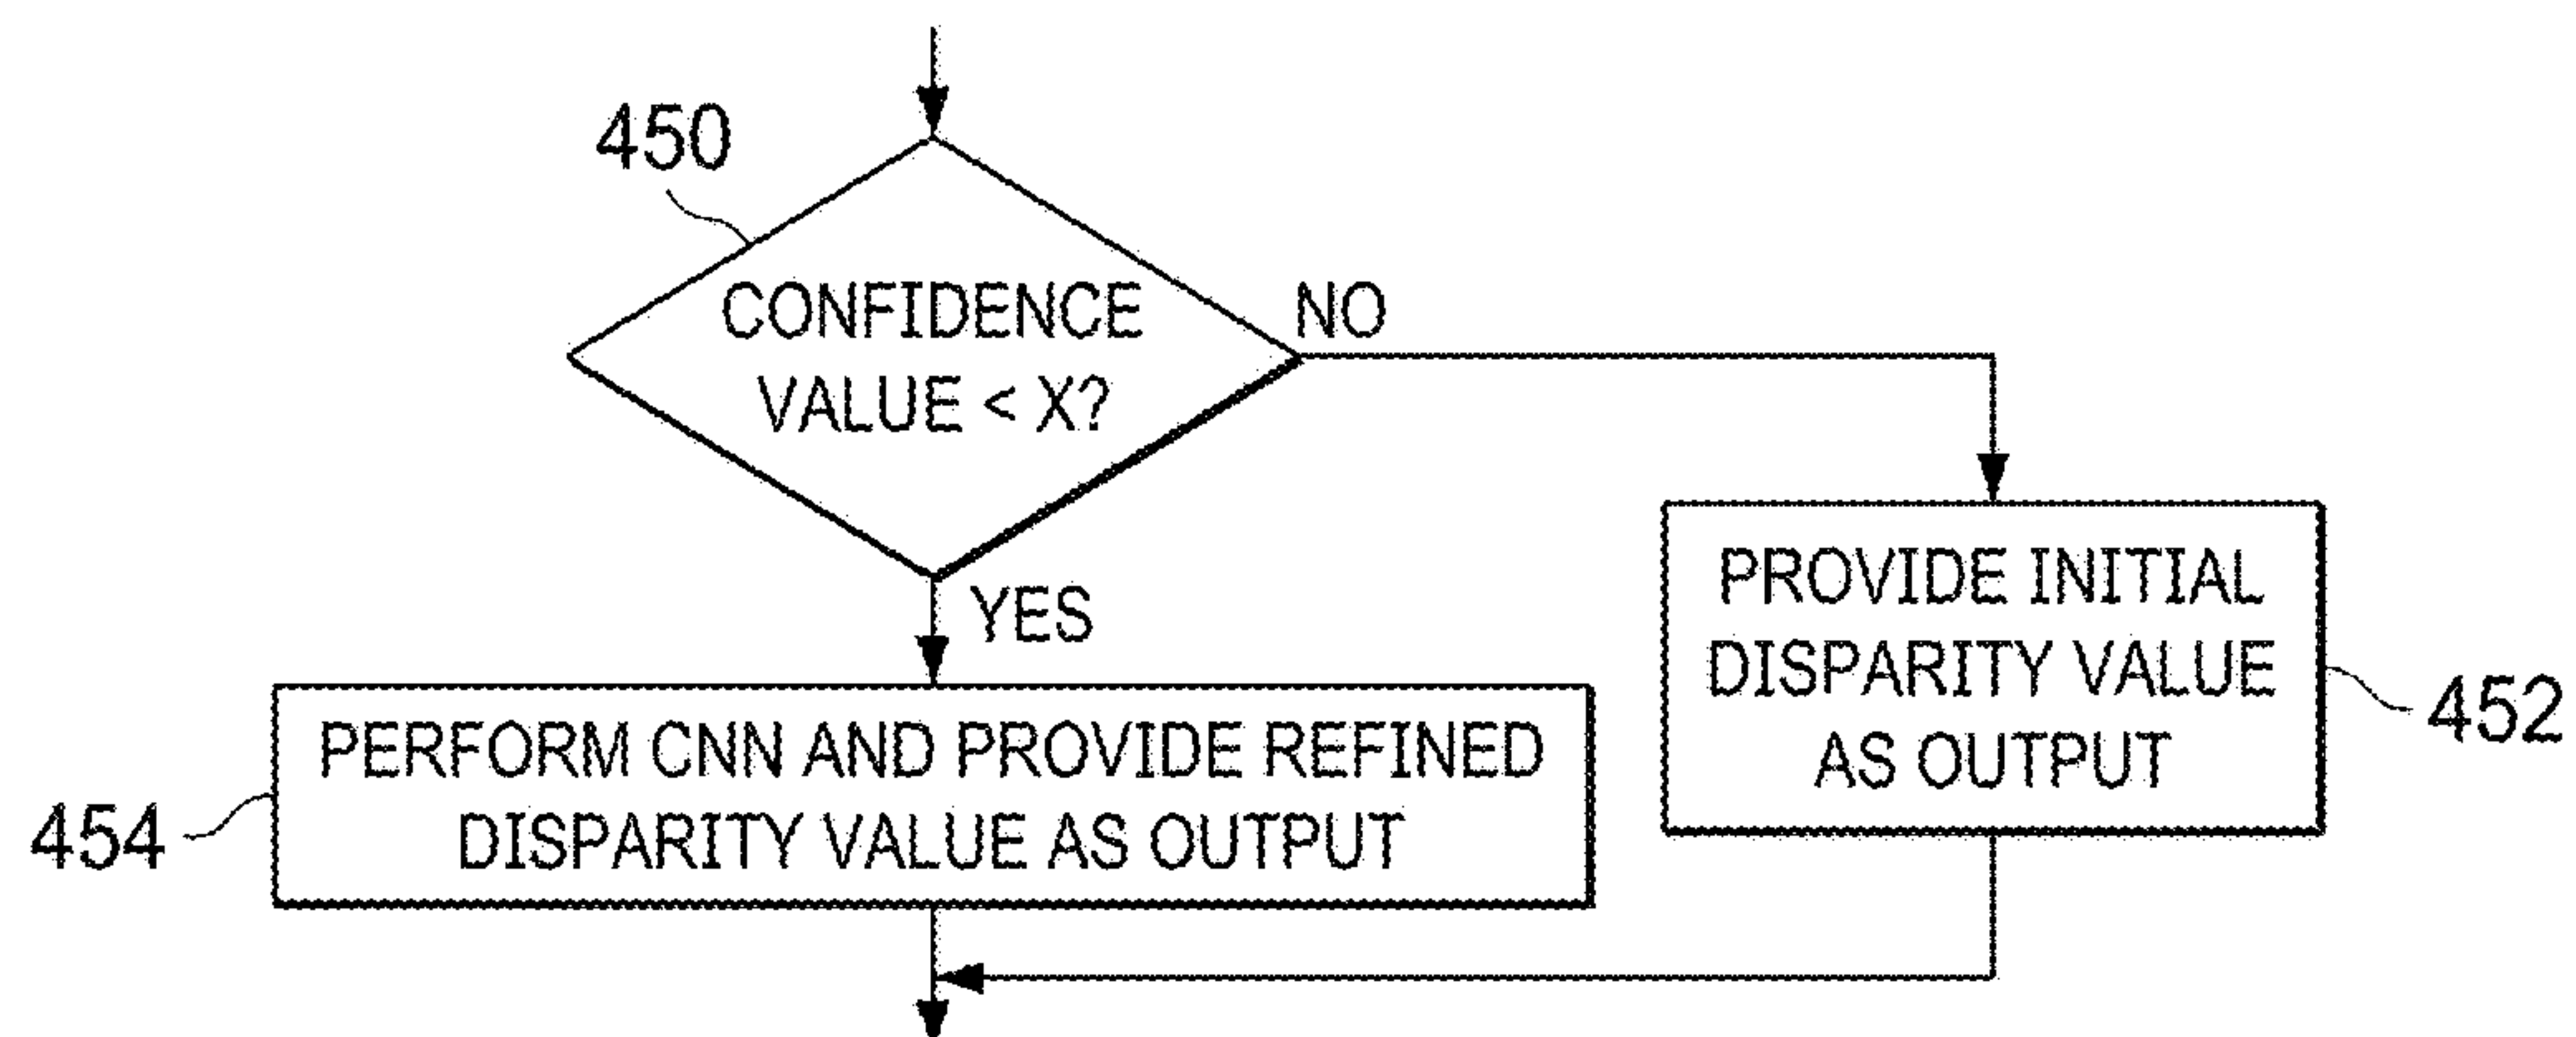 450
CONFIDENCE
VALUE < X?
NO
YES
PROVIDE INITIAL
DISPARITY VALUE
AS OUTPUT
452
PERFORM CNN AND PROVIDE REFINED
DISPARITY VALUE AS OUTPUT
454